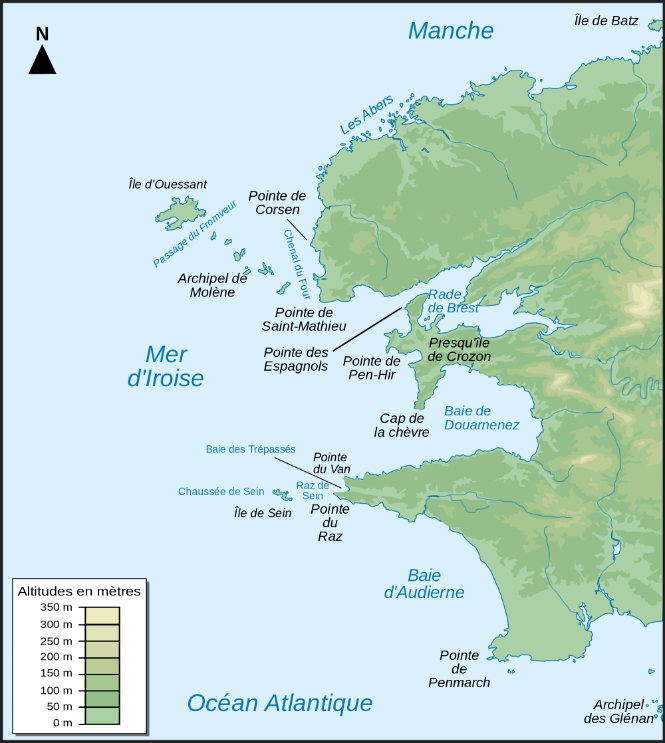 Île de Batz
N
Manche
Les Abers
Île d'Ouessant
Pointe de
Corsen
Passage du Fromveur
Chenal du Four
Archipel de
Molène
Rade
de Brest
Pointe de
Saint-Mathieu
Pointe des
Espagnols
Presqu'île
de Crozon
Mer
d'Iroise
Pointe de
Pen-Hir
Cap de
la chèvre
Baie de
Douarnenez
Baie des Trépassés
Pointe
du Van
Chaussée de Sein
Raz de
Sein
Île de Sein
Pointe
du
Raz
Baie
d'Audierne
Altitudes en mètres
350 m
300 m
250 m
200 m
150 m
100 m
50 m
0 m
Pointe
de
Penmarch
Océan Atlantique
Archipel
des Glénan